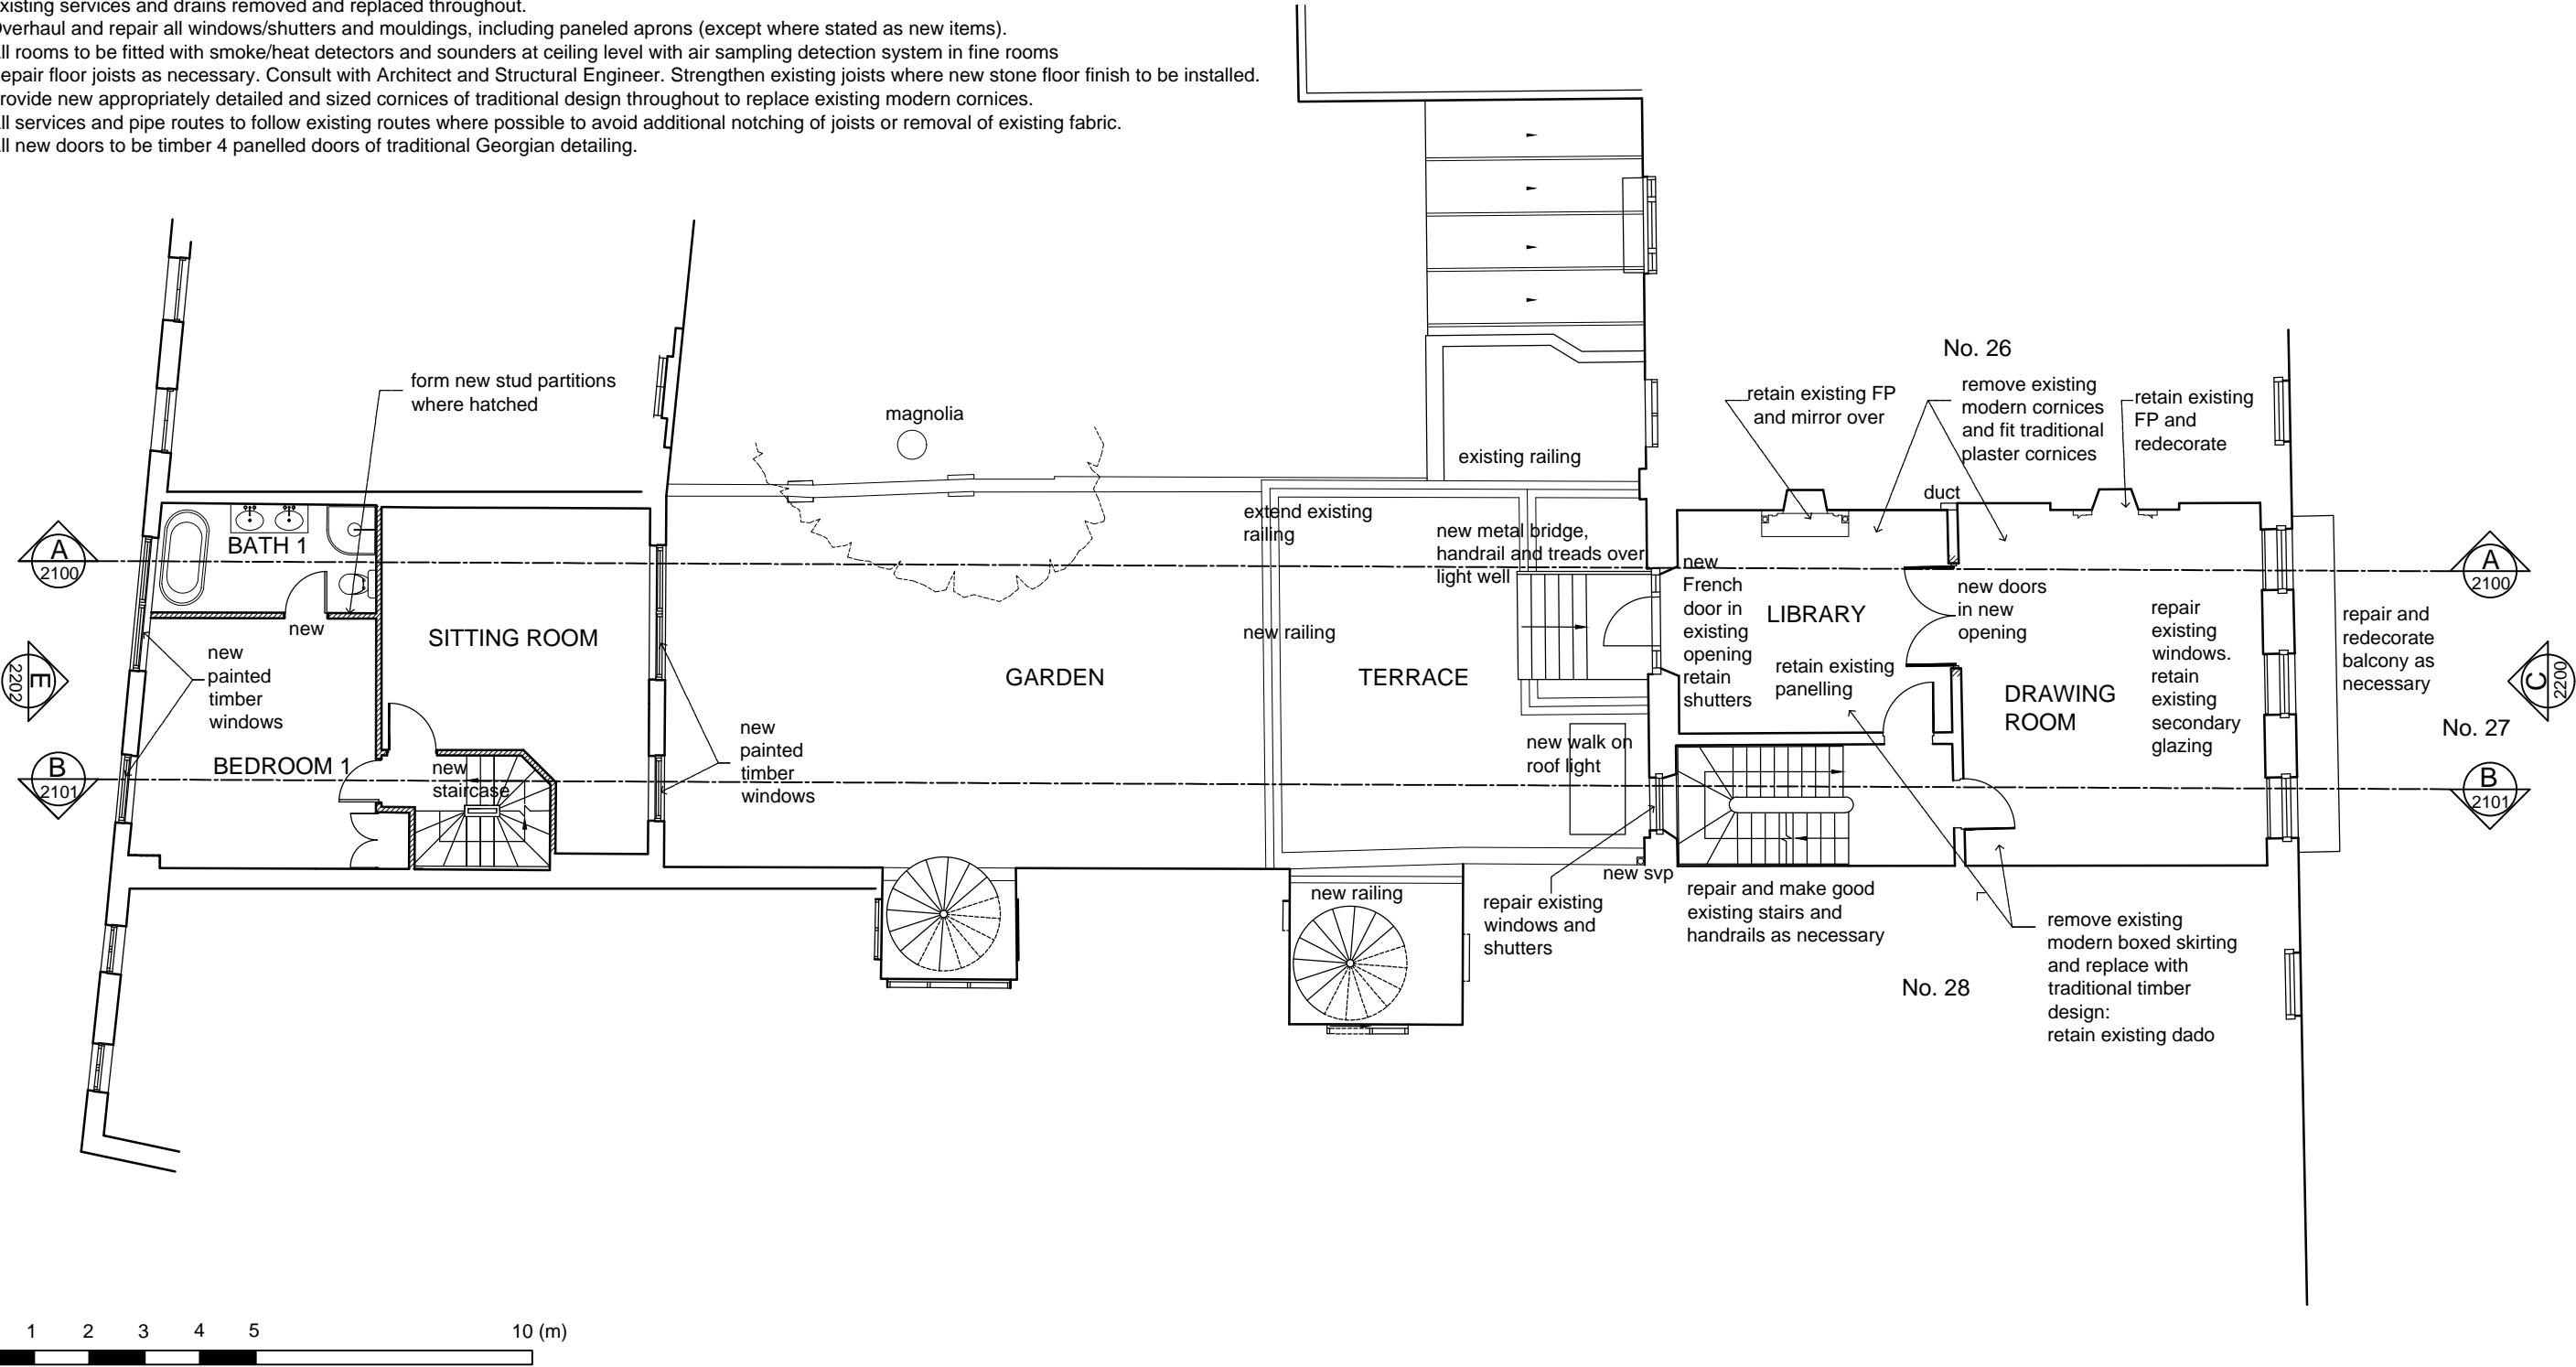 xisting services and drains removed and replaced throughout.
verhaul and repair all windows/shutters and mouldings, including paneled aprons (except where stated as new items).
ll rooms to be fitted with smoke/heat detectors and sounders at ceiling level with air sampling detection system in fine rooms
epair floor joists as necessary. Consult with Architect and Structural Engineer. Strengthen existing joists where new stone floor finish to be installed.
rovide new appropriately detailed and sized cornices of traditional design throughout to replace existing modern cornices.
ll services and pipe routes to follow existing routes where possible to avoid additional notching of joists or removal of existing fabric.
ll new doors to be timber 4 panelled doors of traditional Georgian detailing.
form new stud partitions
where hatched
magnolia
existing railing
No. 26
retain existing FP
and mirror over
remove existing
modern cornices
and fit traditional
plaster cornices
retain existing
FP and
redecorate
duct
A
2100
BATH 1
new
SITTING ROOM
new
painted
timber
windows
E
2202
BEDROOM 1
B
2101
new
staircase
new
painted
timber
windows
GARDEN
extend existing
railing
new railing
TERRACE
new metal bridge,
handrail and treads over
light well
new walk on
roof light
new
French
door in
existing
opening
retain
shutters
LIBRARY
retain existing
panelling
new doors
in new
opening
DRAWING
ROOM
repair
existing
windows.
retain
existing
secondary
glazing
repair and
redecorate
balcony as
necessary
A
2100
C
2200
No. 27
B
2101
new railing
new svp
repair existing
windows and
shutters
repair and make good
existing stairs and
handrails as necessary
No. 28
remove existing
modern boxed skirting
and replace with
traditional timber
design:
retain existing dado
1 2 3 4 5 10 (m)